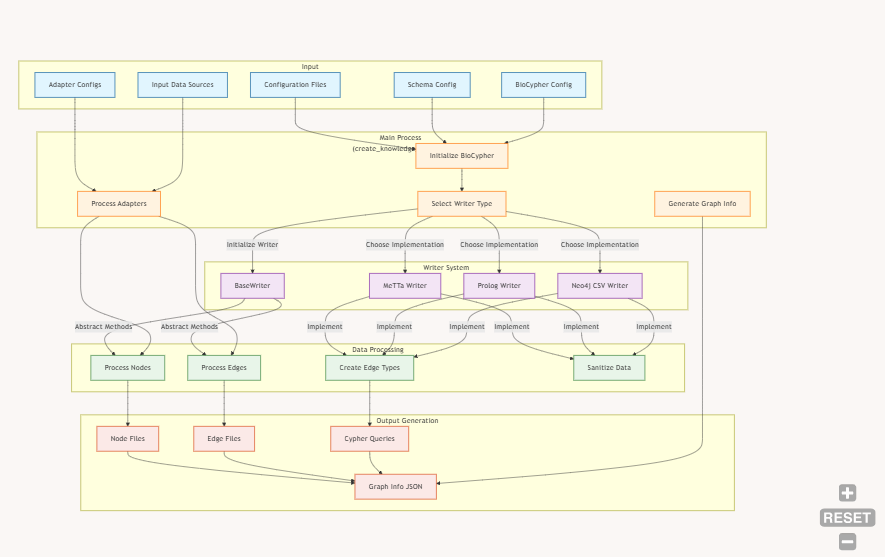 Input
Adapter Configs
Input Data Sources
Configuration Files
Schema Config
BioCypher Config
Main Process
(create_knowledg
Initialize BioCypher
Process Adapters
Select Writer Type
Generate Graph Info
Initialize Writer
Choose Implementation
Choose Implementation
Choose Implementation
Writer System
BaseWriter
MeTTa Writer
Prolog Writer
Neo4j CSV Writer
Abstract Methods
Abstract Methods
Implement
Implement
Implement
Implement
Implement
Implement
Data Processing
Process Nodes
Process Edges
Create Edge Types
Sanitize Data
Output Generation
Node Files
Edge Files
Cypher Queries
Graph Info JSON
RESET